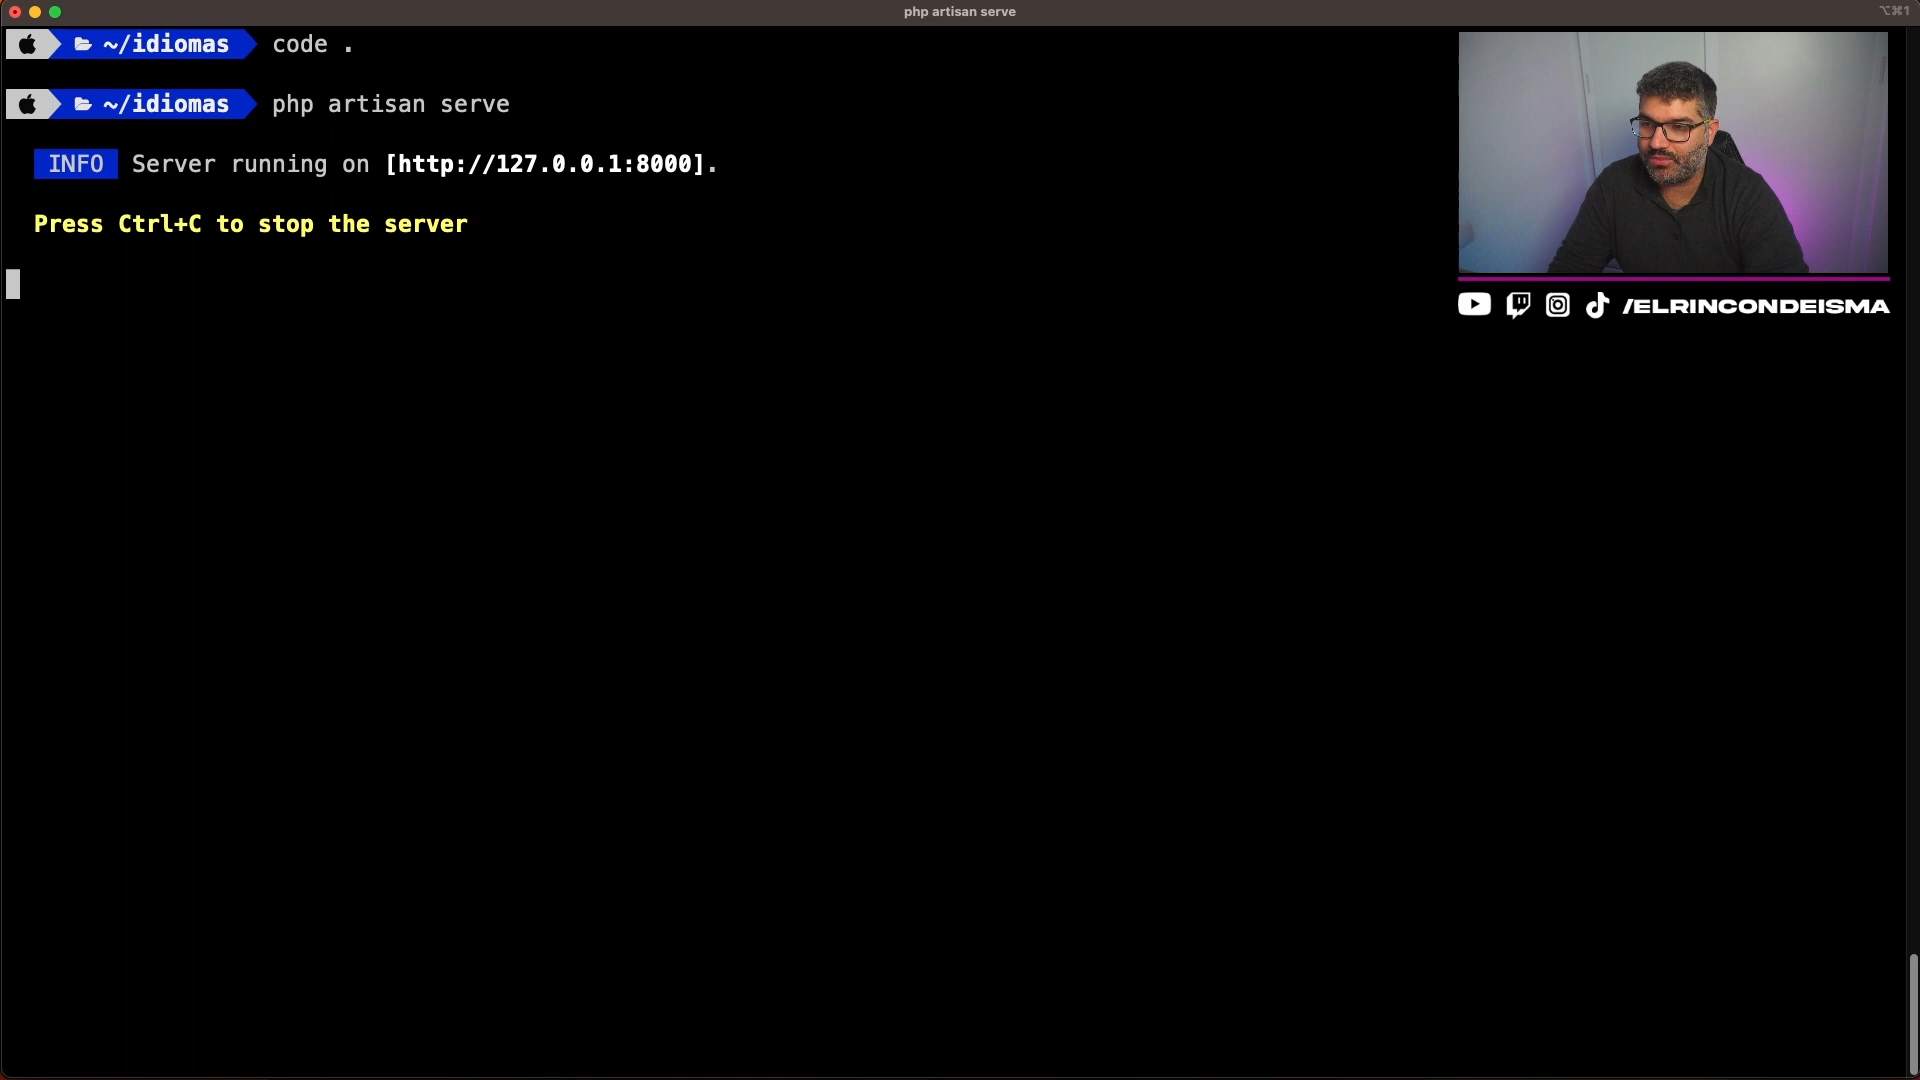 php artisan serve
⌥⌘1
~/idiomas code .
~/idiomas php artisan serve
INFO Server running on [http://127.0.0.1:8000].
Press Ctrl+C to stop the server
/ELRINCONDEISMA